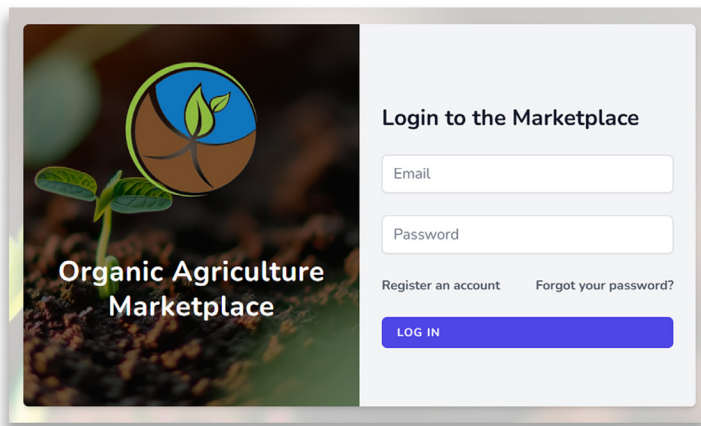 Organic Agriculture
Marketplace
Login to the Marketplace
Email
Password
Register an account
Forgot your password?
LOG IN